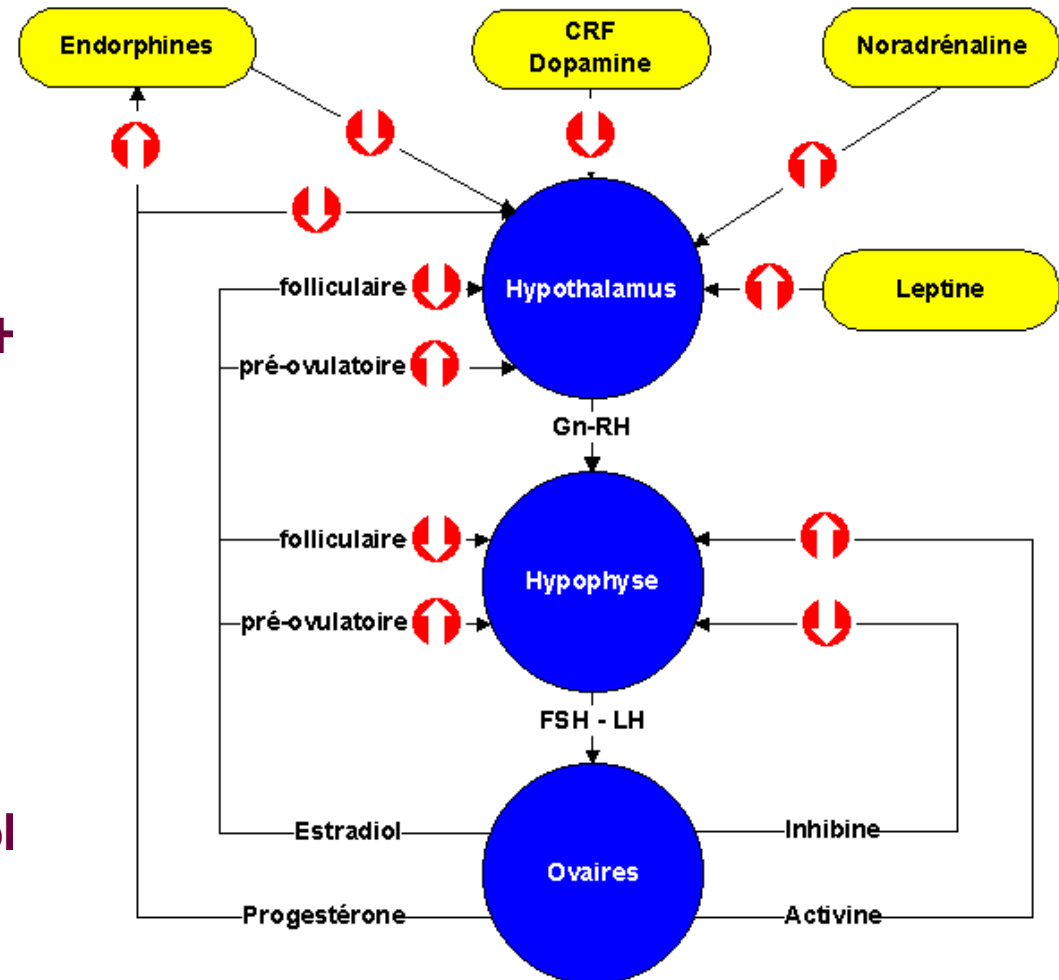 Endorphines
CRF
Dopamine
Noradrénaline
folliculaire
Hypothalamus
Leptine
+
pré-ovulatoire
Gn-RH
folliculaire
Hypophyse
pré-ovulatoire
FSH - LH
Estradiol
Inhibine
ol
Ovaires
Progestérone
Activine